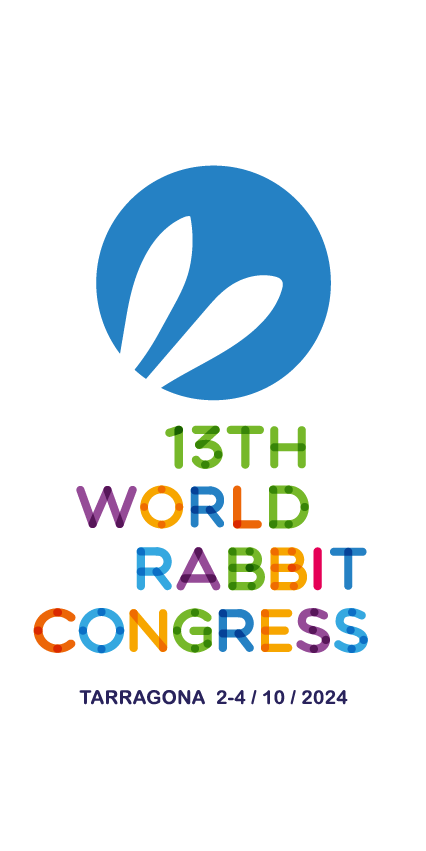 13TH
WORLD
RABBIT
CONGRESS
TARRAGONA 2-4 / 10 / 2024